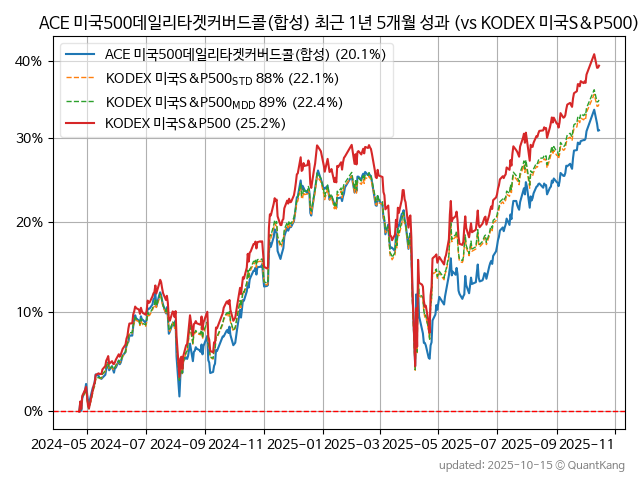 ACE 미국500데일리타겟커버드콜(합성) 최근 1년 5개월 성과 (vs KODEX 미국S&P500)
ACE 미국500데일리타겟커버드콜(합성) (20.1%)
KODEX 미국S&P500STD 88% (22.1%)
KODEX 미국S&P500MDD 89% (22.4%)
KODEX 미국S&P500 (25.2%)
40%
30%
20%
10%
0%
2024-05 2024-07 2024-09 2024-11 2025-01 2025-03 2025-05 2025-07 2025-09 2025-11
updated: 2025-10-15 © QuantKang